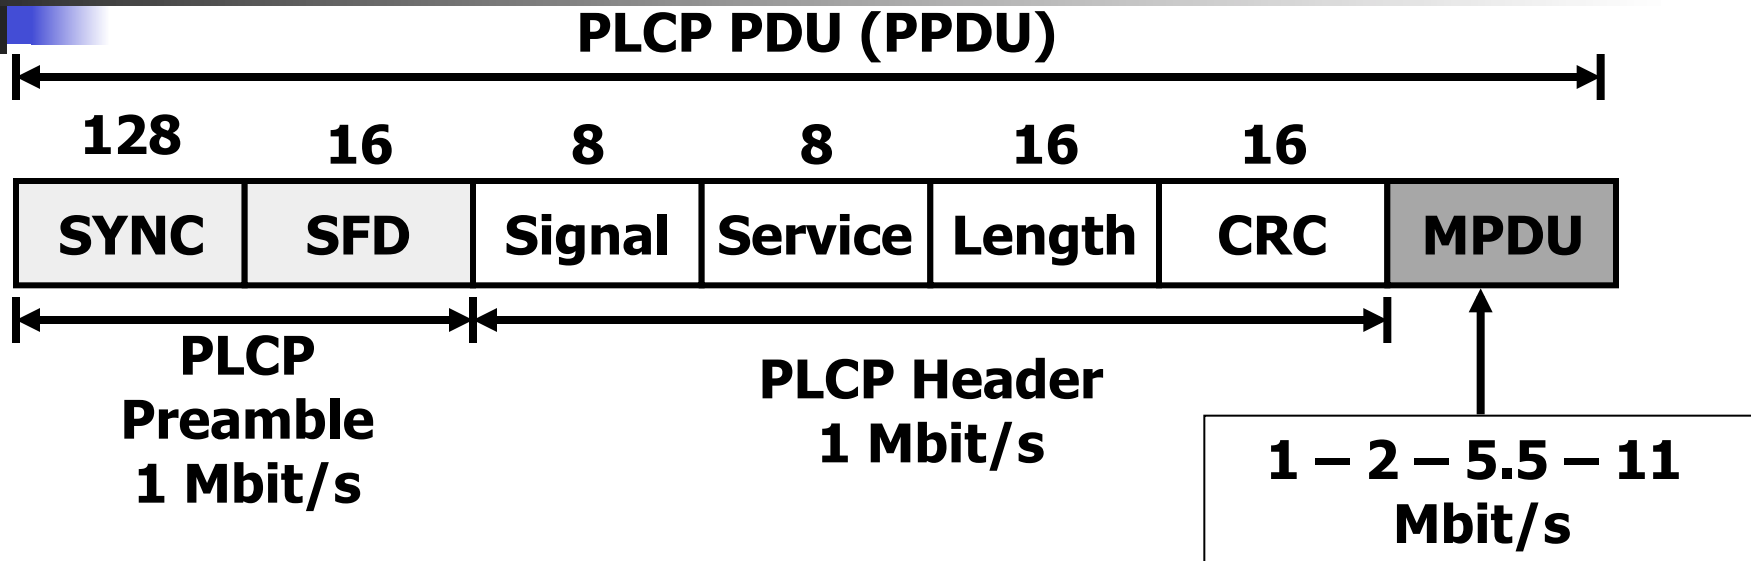 PLCP PDU (PPDU)
128 16 8 8 16 16
SYNC SFD Signal Service Length CRC MPDU
PLCP
Preamble
1 Mbit/s
PLCP Header
1 Mbit/s
1 – 2 – 5.5 – 11
Mbit/s